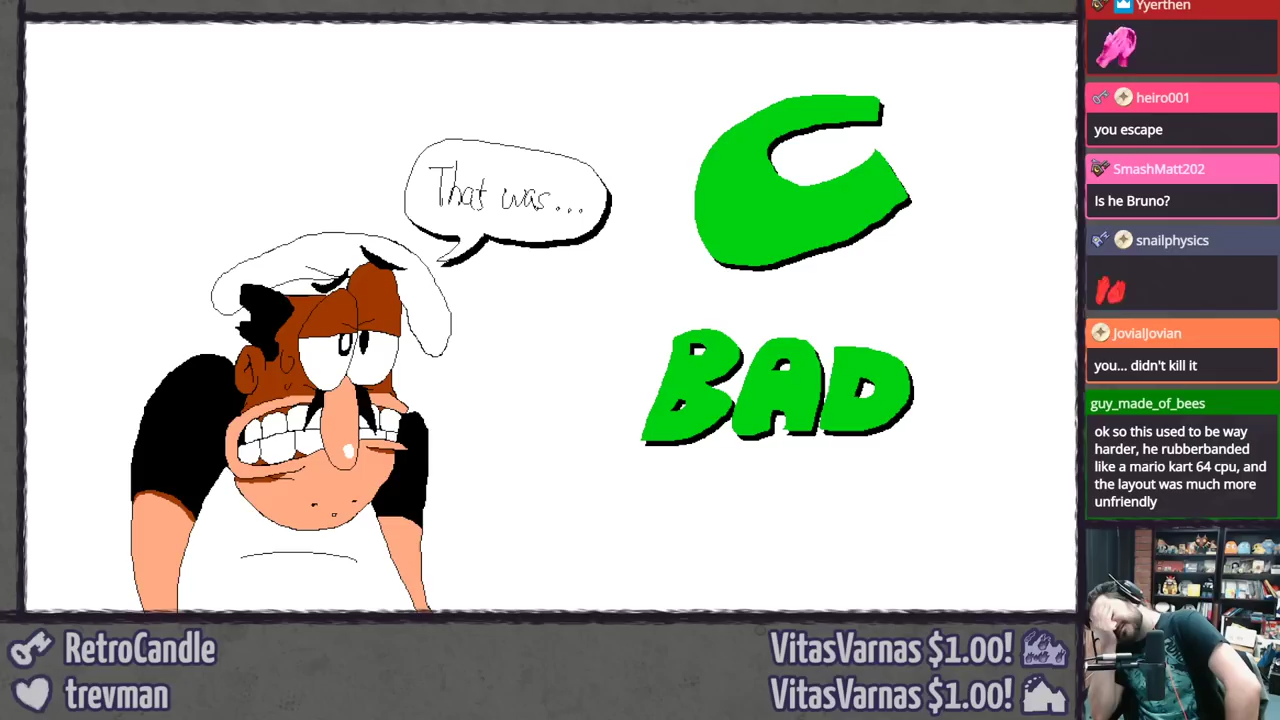 That was...
C
BAD
Yyerthen
heiro001
you escape
SmashMatt202
Is he Bruno?
snailphysics
JovialJovian
you... didn't kill it
guy_made_of_bees
ok so this used to be way
harder, he rubberbanded
like a mario kart 64 cpu, and
the layout was much more
unfriendly
RetroCandle
trevman
VitasVarnas $1.00!
VitasVarnas $1.00!